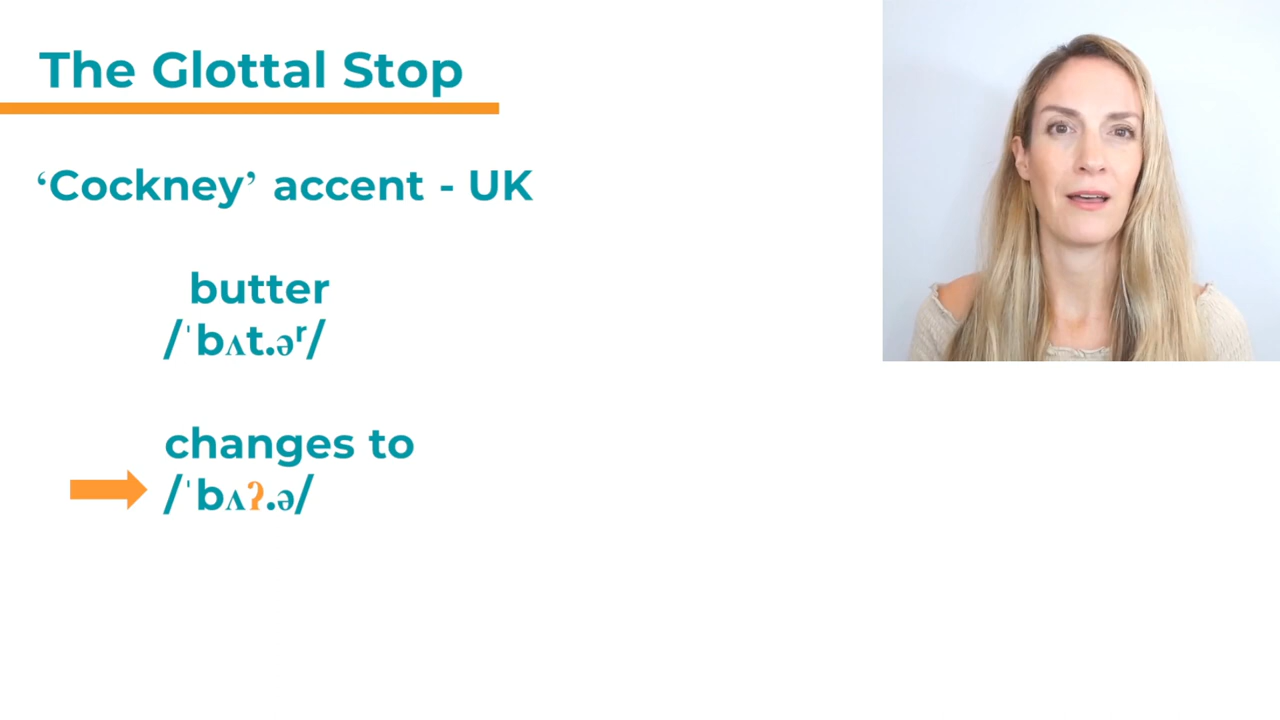 The Glottal Stop
‘Cockney’ accent - UK
butter
/ˈbʌt.əʳ/
changes to
/ˈbʌʔ.ə/